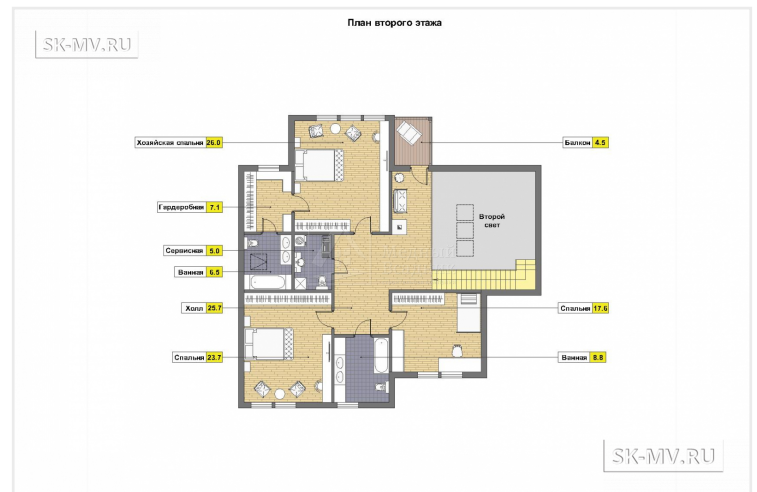 План второго этажа
SK-MV.RU
Хозяйская спальня 26.0
Балкон 4.5
Гардеробная 7.1
Второй
свет
Сервисная 5.0
Ванная 6.5
Холл 25.7
Спальня 17.6
Спальня 23.7
Ванная 8.8
SK-MV.RU